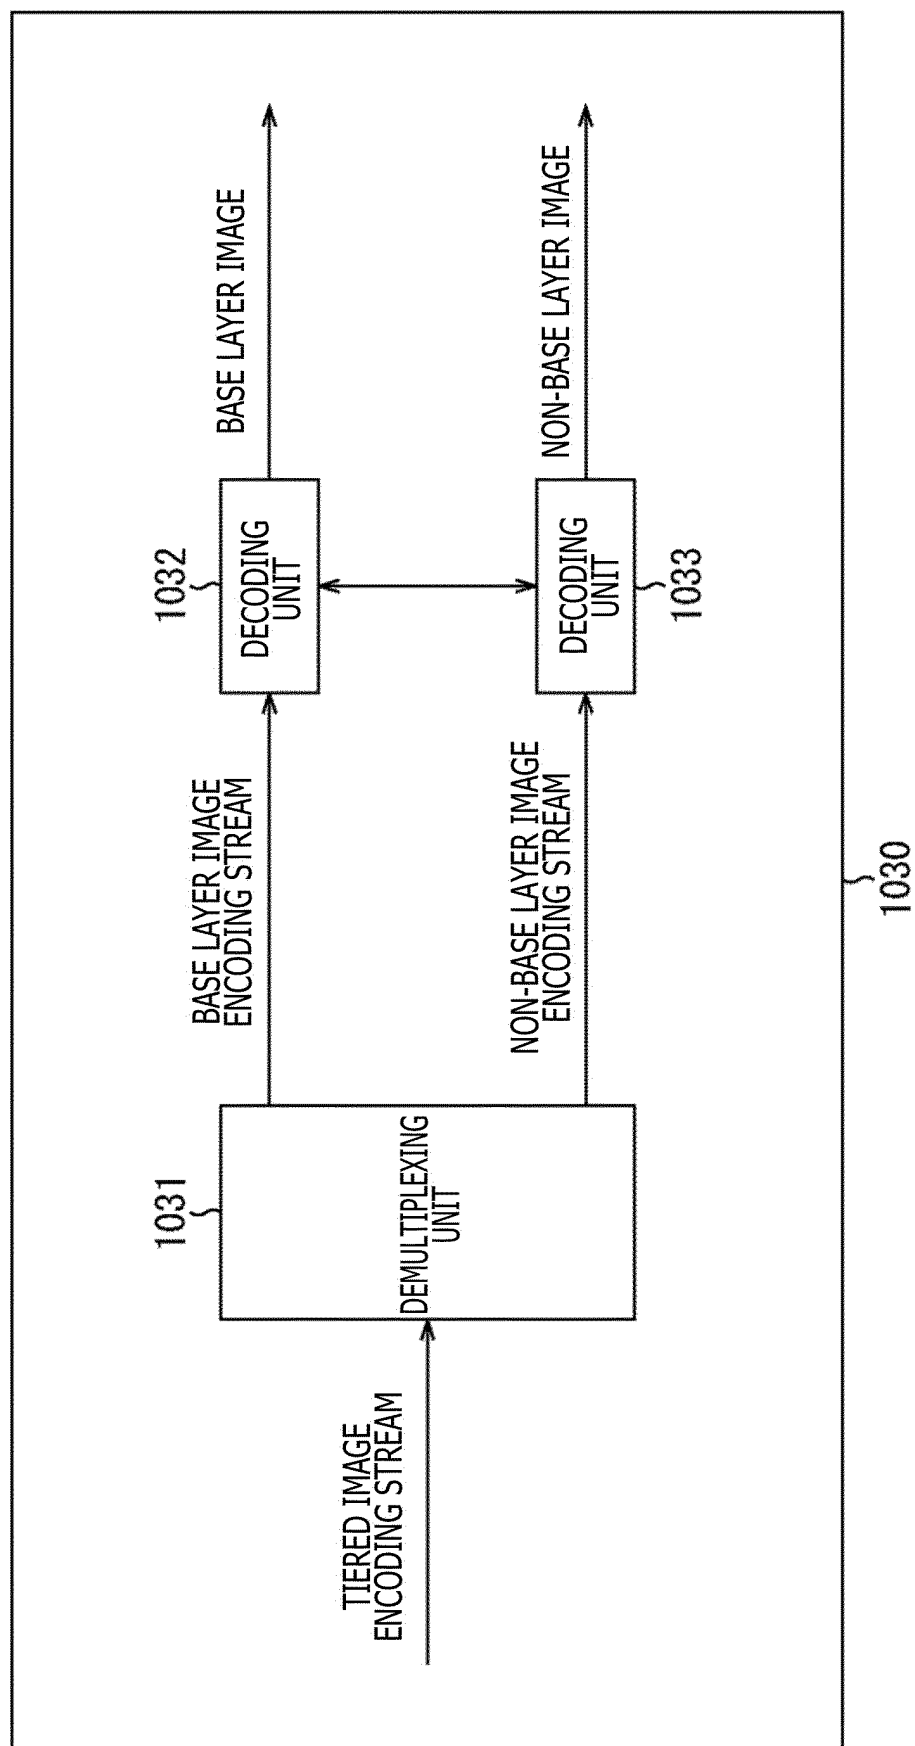 TIERED IMAGE
ENCODING STREAM
1031
DEMULTIPLEXING
UNIT
BASE LAYER IMAGE
ENCODING STREAM
1032
DECODING
UNIT
BASE LAYER IMAGE
NON-BASE LAYER IMAGE
ENCODING STREAM
DECODING
UNIT
1033
NON-BASE LAYER IMAGE
1030